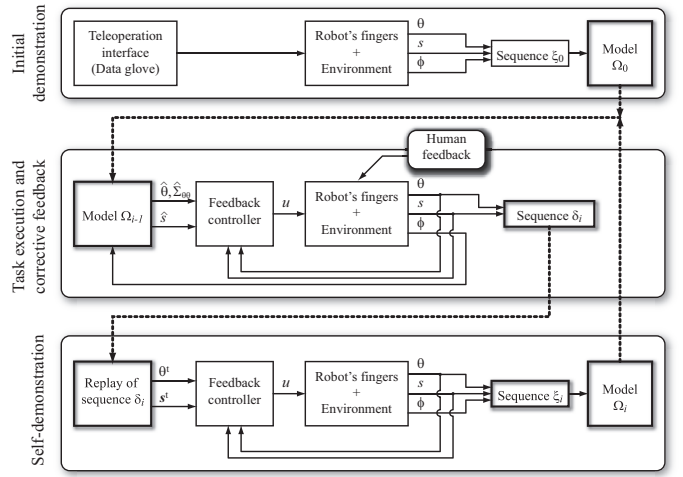 Initial
demonstration
Teleoperation
interface
(Data glove)
Robot's fingers
+
Environment
θ
s
ϕ
Sequence ξ0
Model
Ω0
Task execution and
corrective feedback
Human
feedback
Model Ωi-1
θ̂, Σ̂θθ
ŝ
Feedback
controller
u
Robot's fingers
+
Environment
θ
s
ϕ
Sequence δi
Self-demonstration
Replay of
sequence δi
θt
st
Feedback
controller
u
Robot's fingers
+
Environment
θ
s
ϕ
Sequence ξi
Model
Ωi